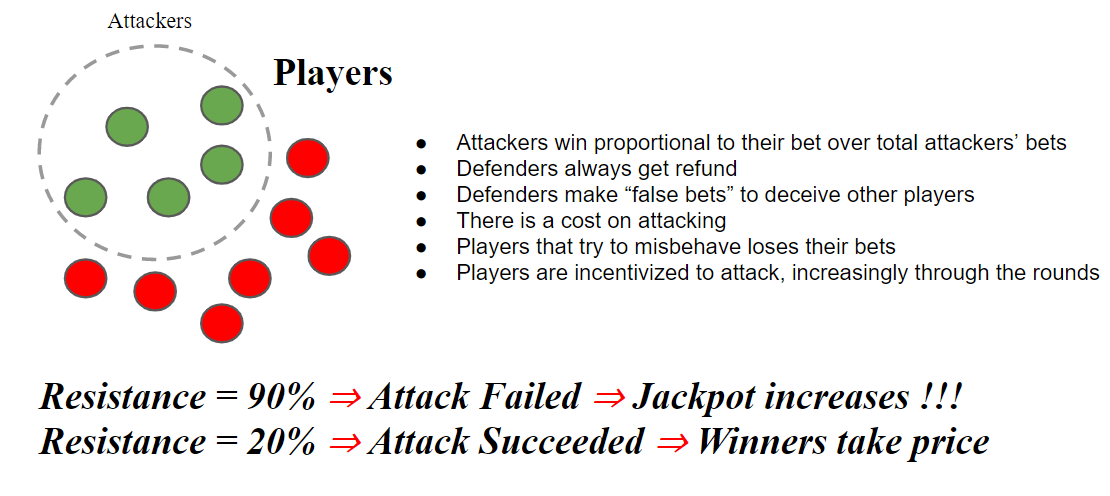 Attackers
Players
● Attackers win proportional to their bet over total attackers’ bets
● Defenders always get refund
● Defenders make “false bets” to deceive other players
● There is a cost on attacking
● Players that try to misbehave loses their bets
● Players are incentivized to attack, increasingly through the rounds
Resistance = 90% ⇒ Attack Failed ⇒ Jackpot increases !!!
Resistance = 20% ⇒ Attack Succeeded ⇒ Winners take price